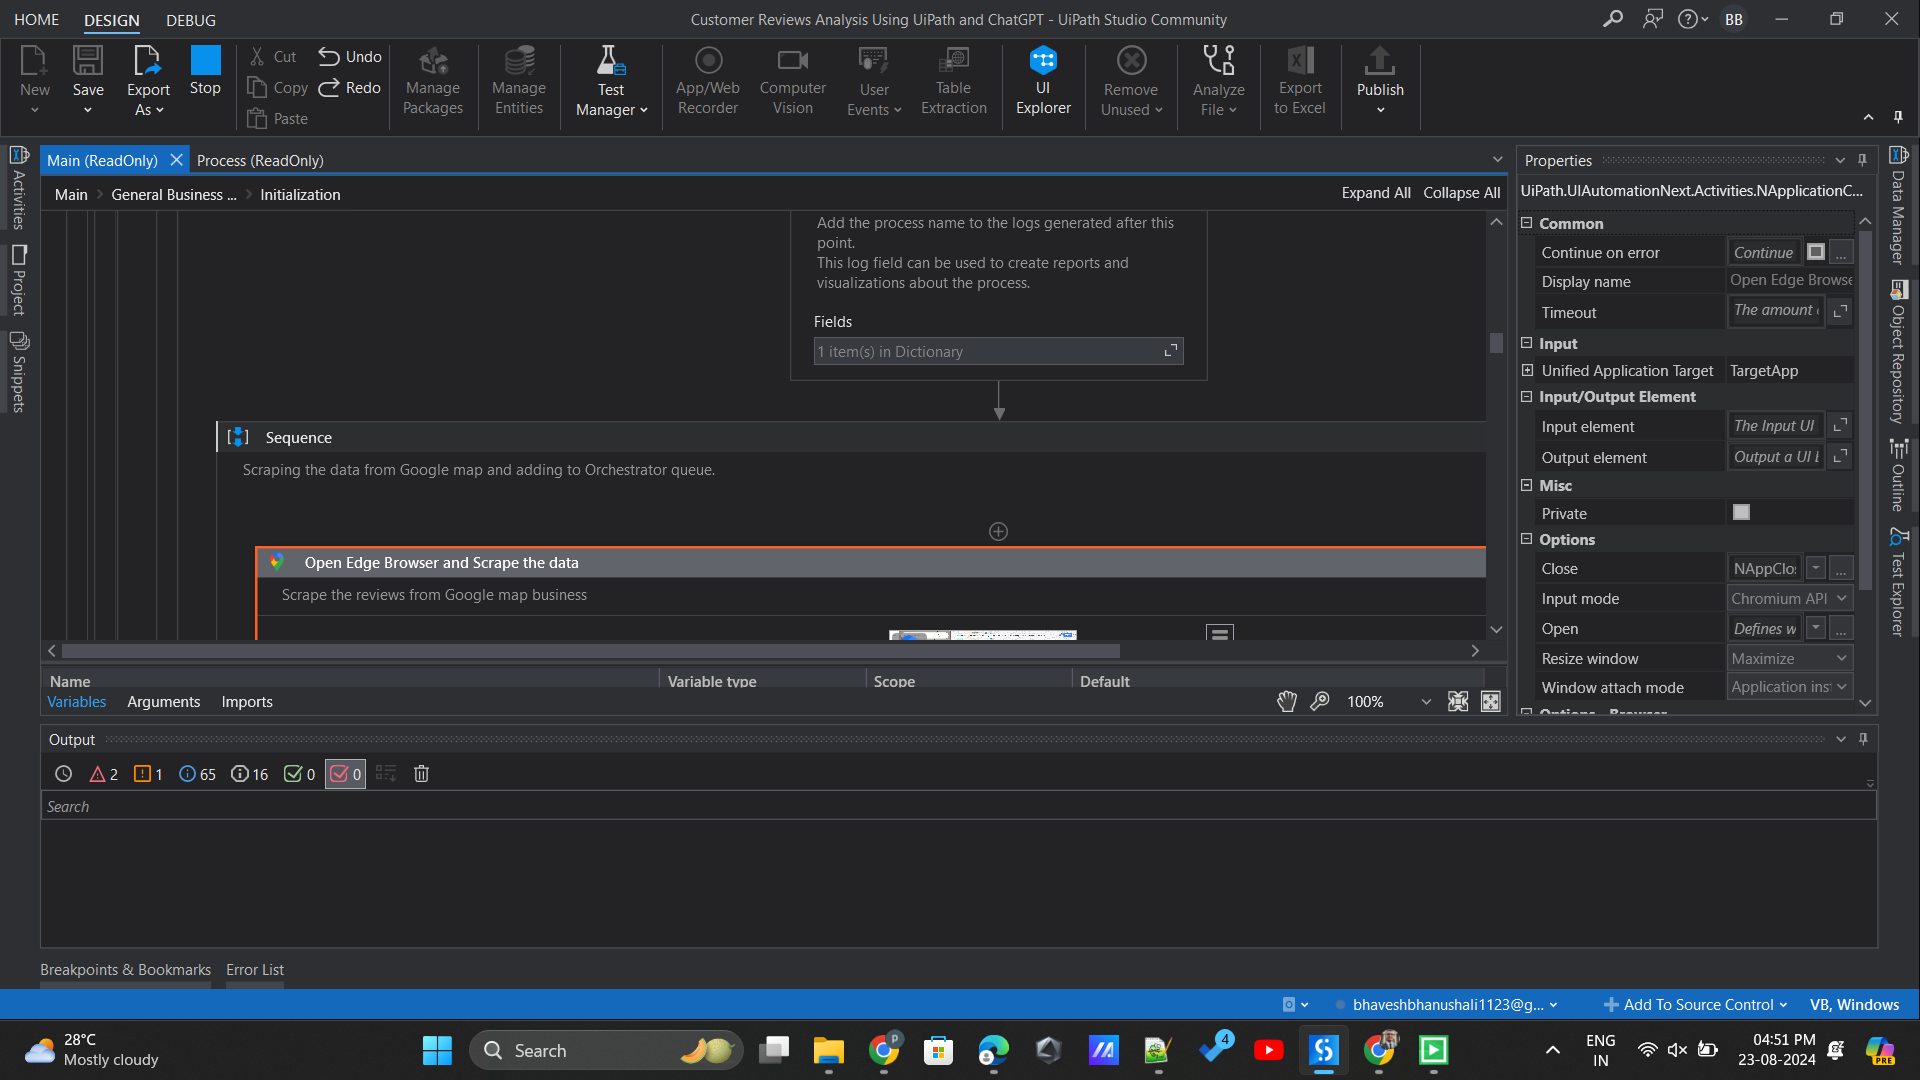 HOME DESIGN DEBUG
Customer Reviews Analysis Using UiPath and ChatGPT - UiPath Studio Community
BB
New
Save
Export As
Stop
Cut
Copy
Paste
Undo
Redo
Manage Packages
Manage Entities
Test Manager
App/Web Recorder
Computer Vision
User Events
Table Extraction
UI Explorer
Remove Unused
Analyze File
Export to Excel
Publish
Activities
Project
Snippets
Main (ReadOnly)
Process (ReadOnly)
Main General Business ... Initialization
Expand All Collapse All
Add the process name to the logs generated after this
point.
This log field can be used to create reports and
visualizations about the process.
Fields
1 item(s) in Dictionary
Sequence
Scraping the data from Google map and adding to Orchestrator queue.
Open Edge Browser and Scrape the data
Scrape the reviews from Google map business
Name Variable type Scope Default
Variables Arguments Imports
100%
Properties
UiPath.UIAutomationNext.Activities.NApplicationC...
Common
Continue on error Continue ...
Display name Open Edge Browse
Timeout The amount
Input
Unified Application Target TargetApp
Input/Output Element
Input element The Input UI
Output element Output a UI
Misc
Private
Options
Close NAppClo ...
Input mode Chromium API
Open Defines w ...
Resize window Maximize
Window attach mode Application ins
Options - Browser
Data Manager
Object Repository
Outline
Test Explorer
Output
2 1 65 16 0 0
Search
Breakpoints & Bookmarks Error List
bhaveshbhanushali1123@g...
Add To Source Control
VB, Windows
28°C
Mostly cloudy
Search
P
4
ENG
IN
04:51 PM
23-08-2024
PRE